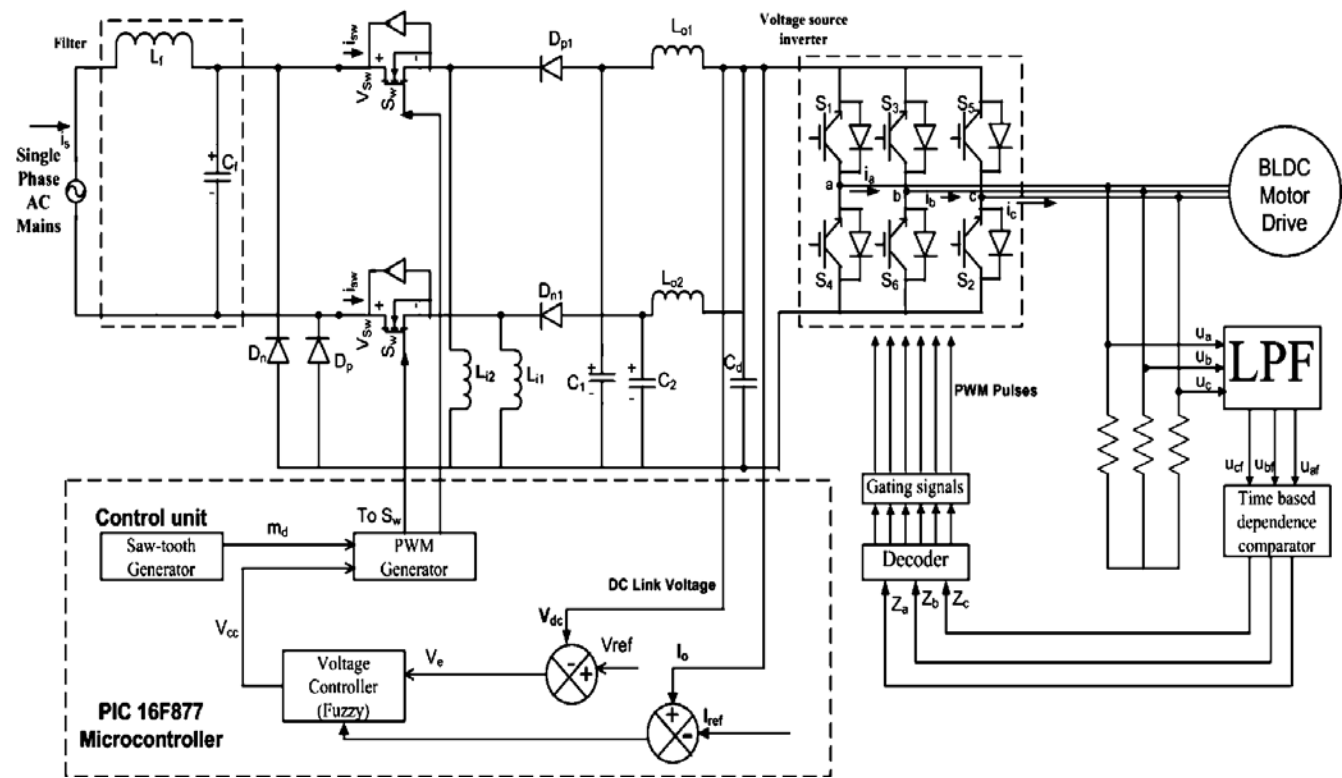 Filter
L_f
i_s
Single
Phase
AC
Mains
+
C_f
-
i_sw
V_sw
+
-
S_w
D_p1
L_o1
i_sw
V_sw
+
-
S_w
D_n1
L_o2
D_n
D_p
L_i2
L_i1
+
C_1
-
+
C_2
-
C_d
Voltage source
inverter
S_1
S_3
S_5
a
i_a
b
i_b
c
i_c
S_4
S_6
S_2
BLDC
Motor
Drive
u_a
u_b
u_c
LPF
u_cf
u_bf
u_af
Time based
dependence
comparator
PWM Pulses
Gating signals
Decoder
Z_a
Z_b
Z_c
Control unit
Saw-tooth
Generator
m_d
To S_w
PWM
Generator
DC Link Voltage
V_cc
V_dc
Vref
-
+
V_e
I_o
Voltage
Controller
(Fuzzy)
+
-
I_ref
PIC 16F877
Microcontroller